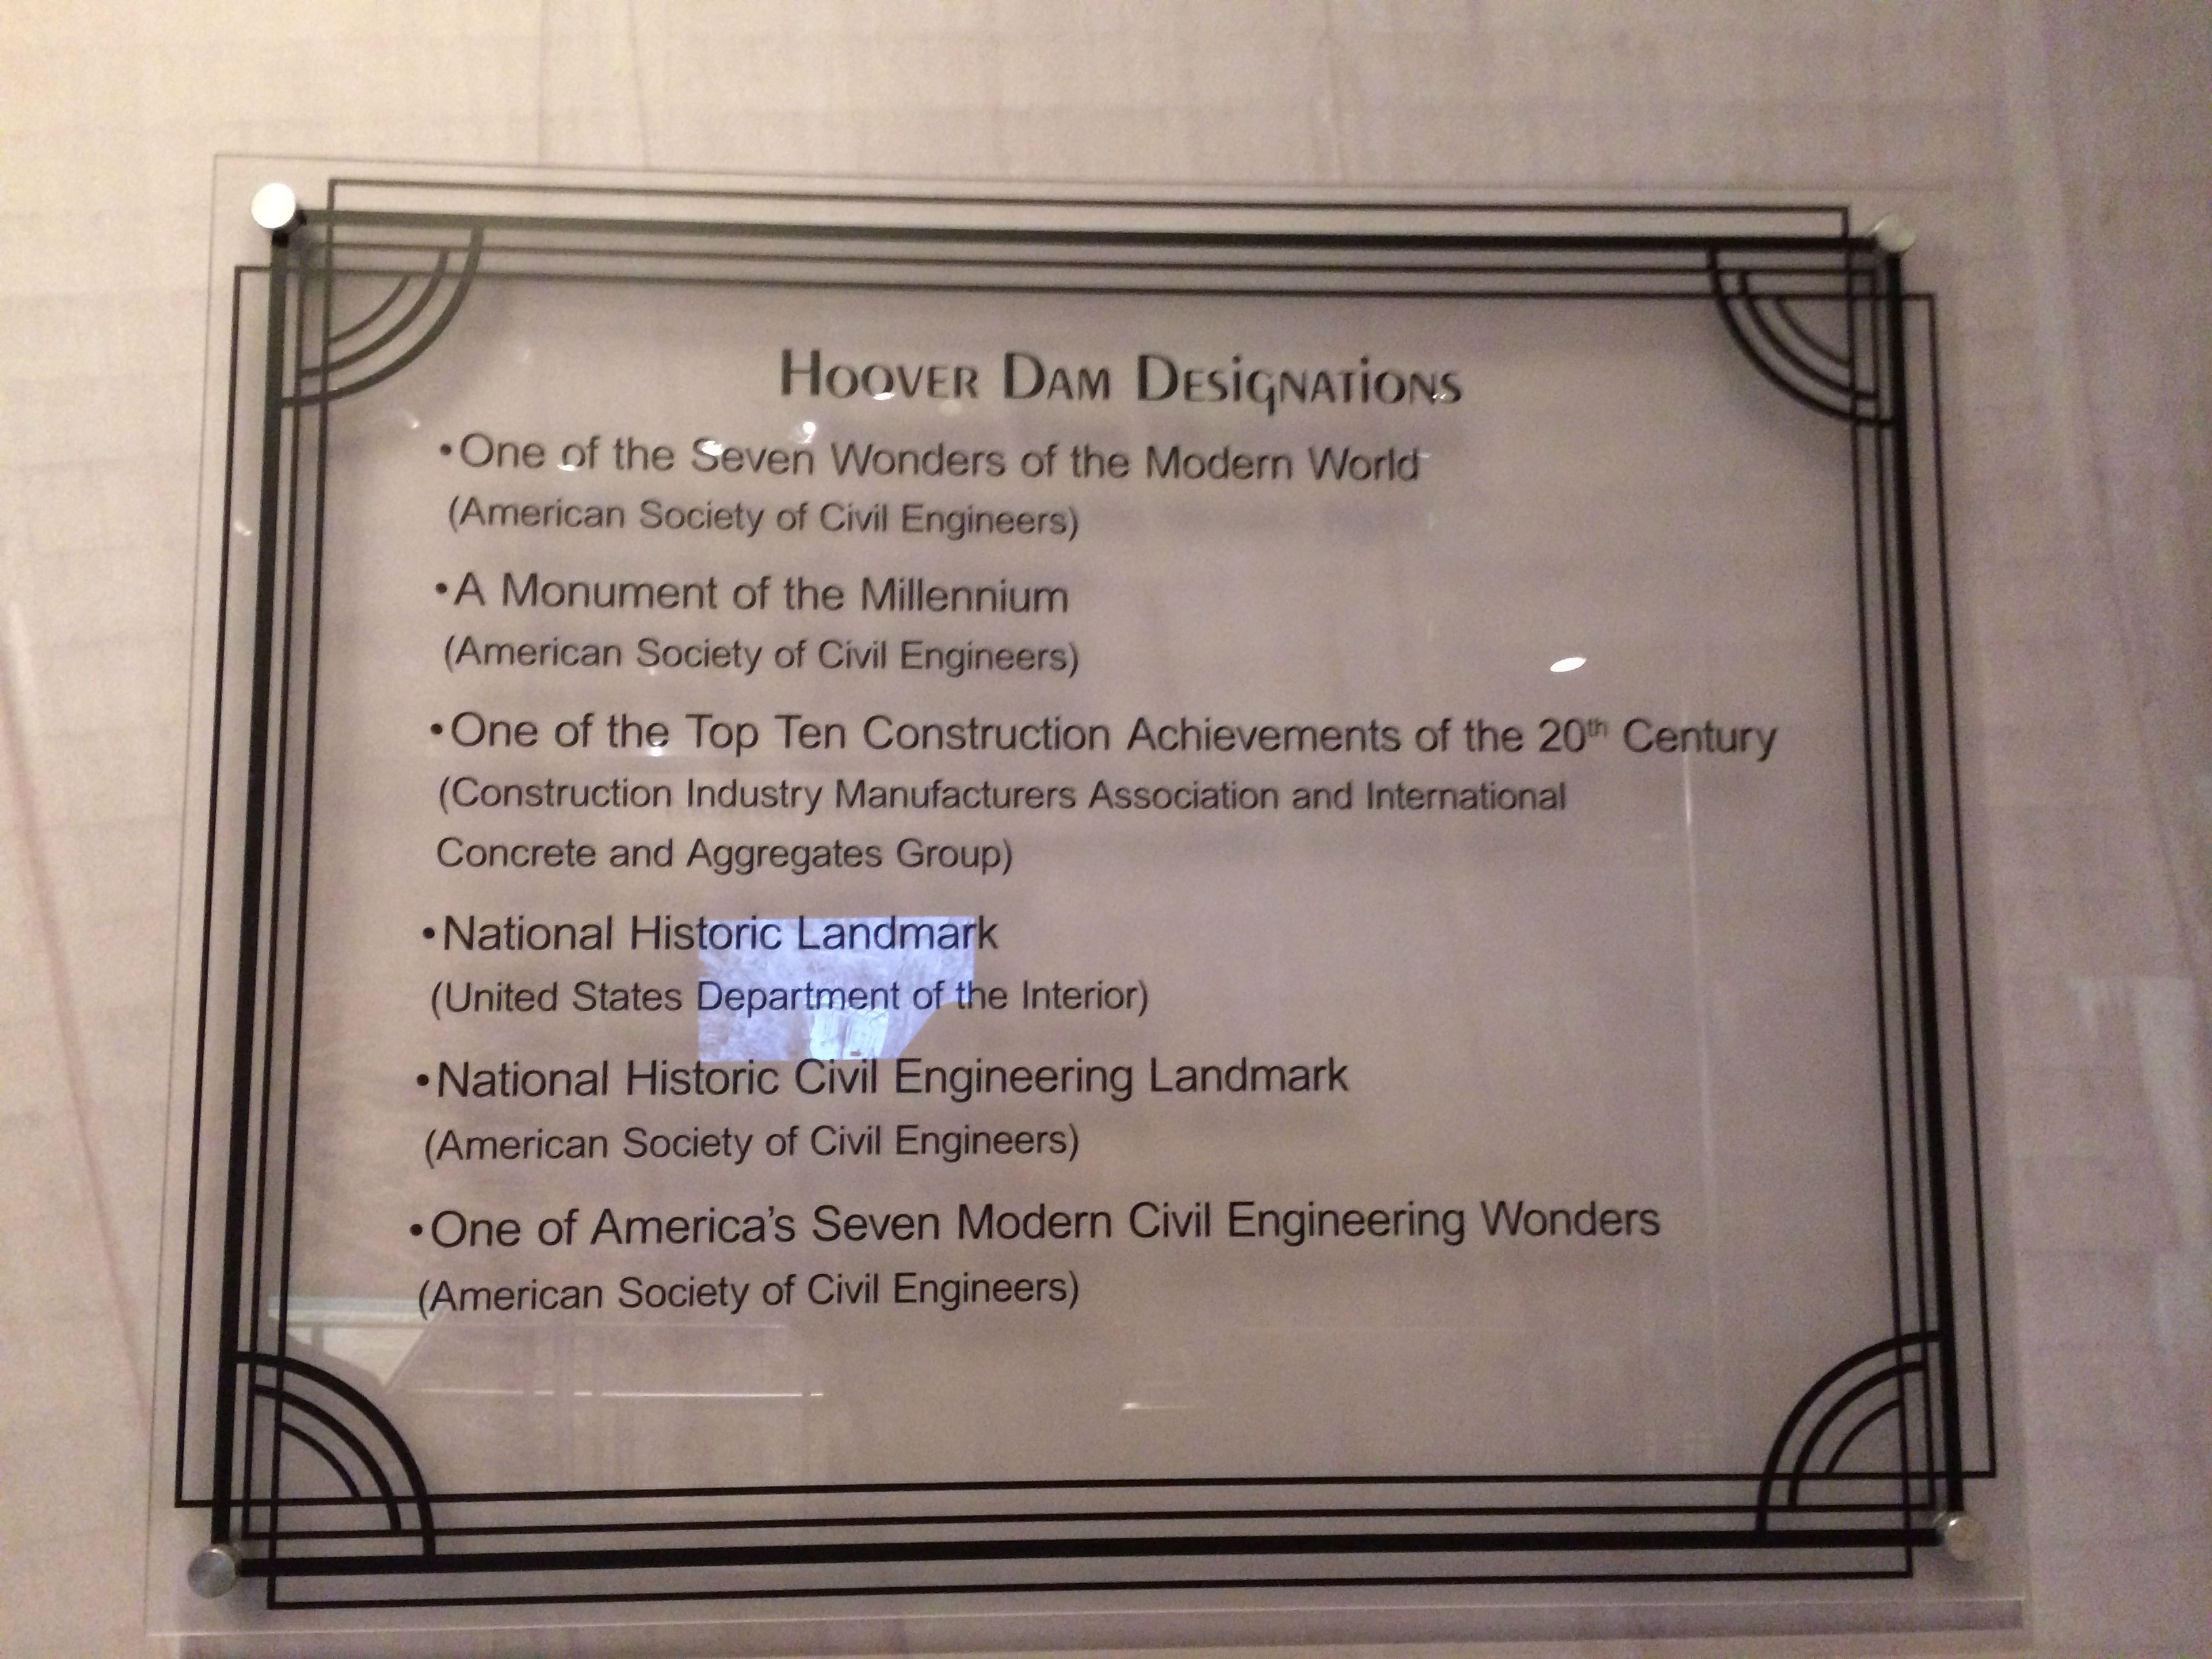 Hoover Dam Designations
•One of the Seven Wonders of the Modern World
(American Society of Civil Engineers)
•A Monument of the Millennium
(American Society of Civil Engineers)
•One of the Top Ten Construction Achievements of the 20th Century
(Construction Industry Manufacturers Association and International
Concrete and Aggregates Group)
•National Historic Landmark
(United States Department of the Interior)
•National Historic Civil Engineering Landmark
(American Society of Civil Engineers)
•One of America’s Seven Modern Civil Engineering Wonders
(American Society of Civil Engineers)